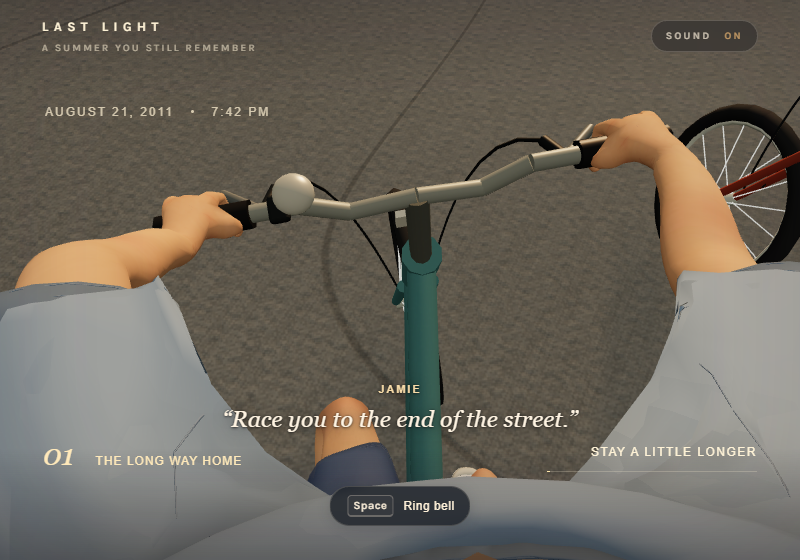 LAST LIGHT
A SUMMER YOU STILL REMEMBER
SOUND ON
AUGUST 21, 2011 • 7:42 PM
JAMIE
“Race you to the end of the street.”
01 THE LONG WAY HOME
STAY A LITTLE LONGER
Space Ring bell